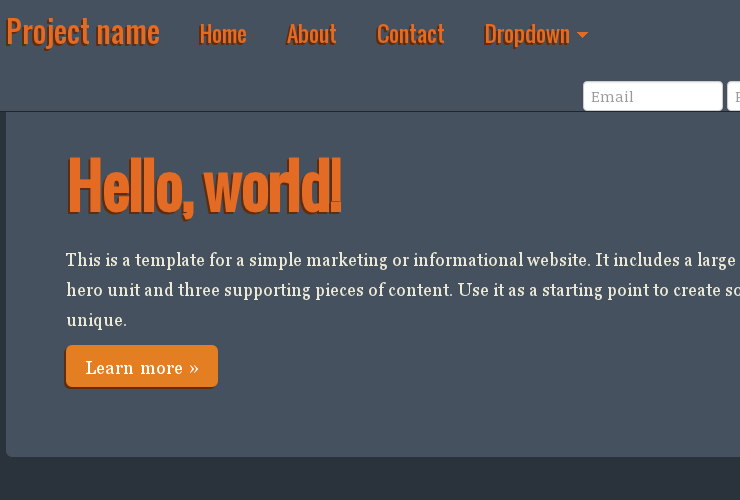 Project name Home About Contact Dropdown
Email
Hello, world!
This is a template for a simple marketing or informational website. It includes a large
hero unit and three supporting pieces of content. Use it as a starting point to create
unique.
Learn more »